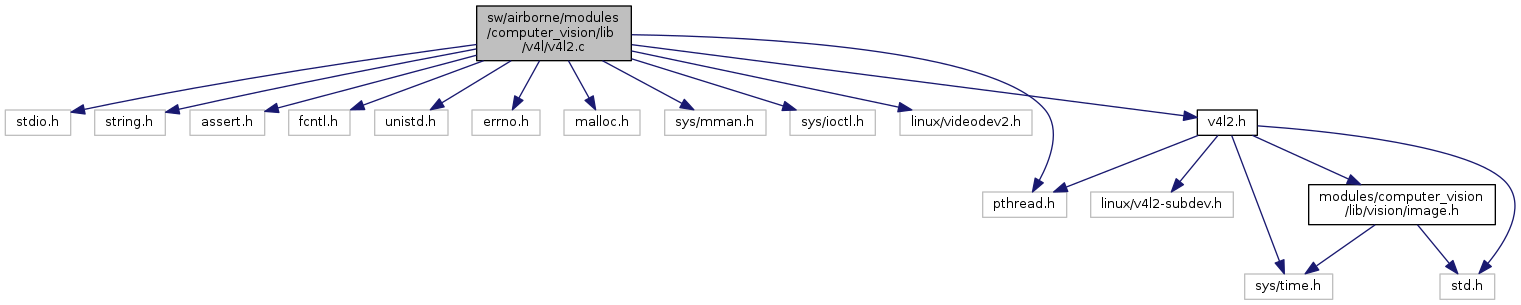 sw/airborne/modules
/computer_vision/lib
/v4l/v4l2.c
stdio.h
string.h
assert.h
fcntl.h
unistd.h
errno.h
malloc.h
sys/mman.h
sys/ioctl.h
linux/videodev2.h
v4l2.h
pthread.h
linux/v4l2-subdev.h
modules/computer_vision
/lib/vision/image.h
sys/time.h
std.h